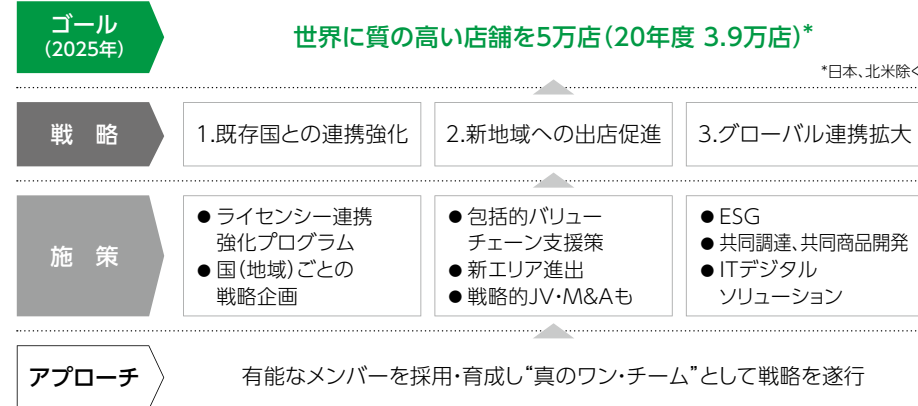 ゴール
(2025年)
世界に質の高い店舗を5万店(20年度 3.9万店)*
*日本、北米除く
戦 略
1.既存国との連携強化
2.新地域への出店促進
3.グローバル連携拡大
施 策
● ライセンシー連携
強化プログラム
● 国(地域)ごとの
戦略企画
● 包括的バリュー
チェーン支援策
● 新エリア進出
● 戦略的JV・M&Aも
● ESG
● 共同調達、共同商品開発
● ITデジタル
ソリューション
アプローチ
有能なメンバーを採用・育成し“真のワン・チーム”として戦略を遂行